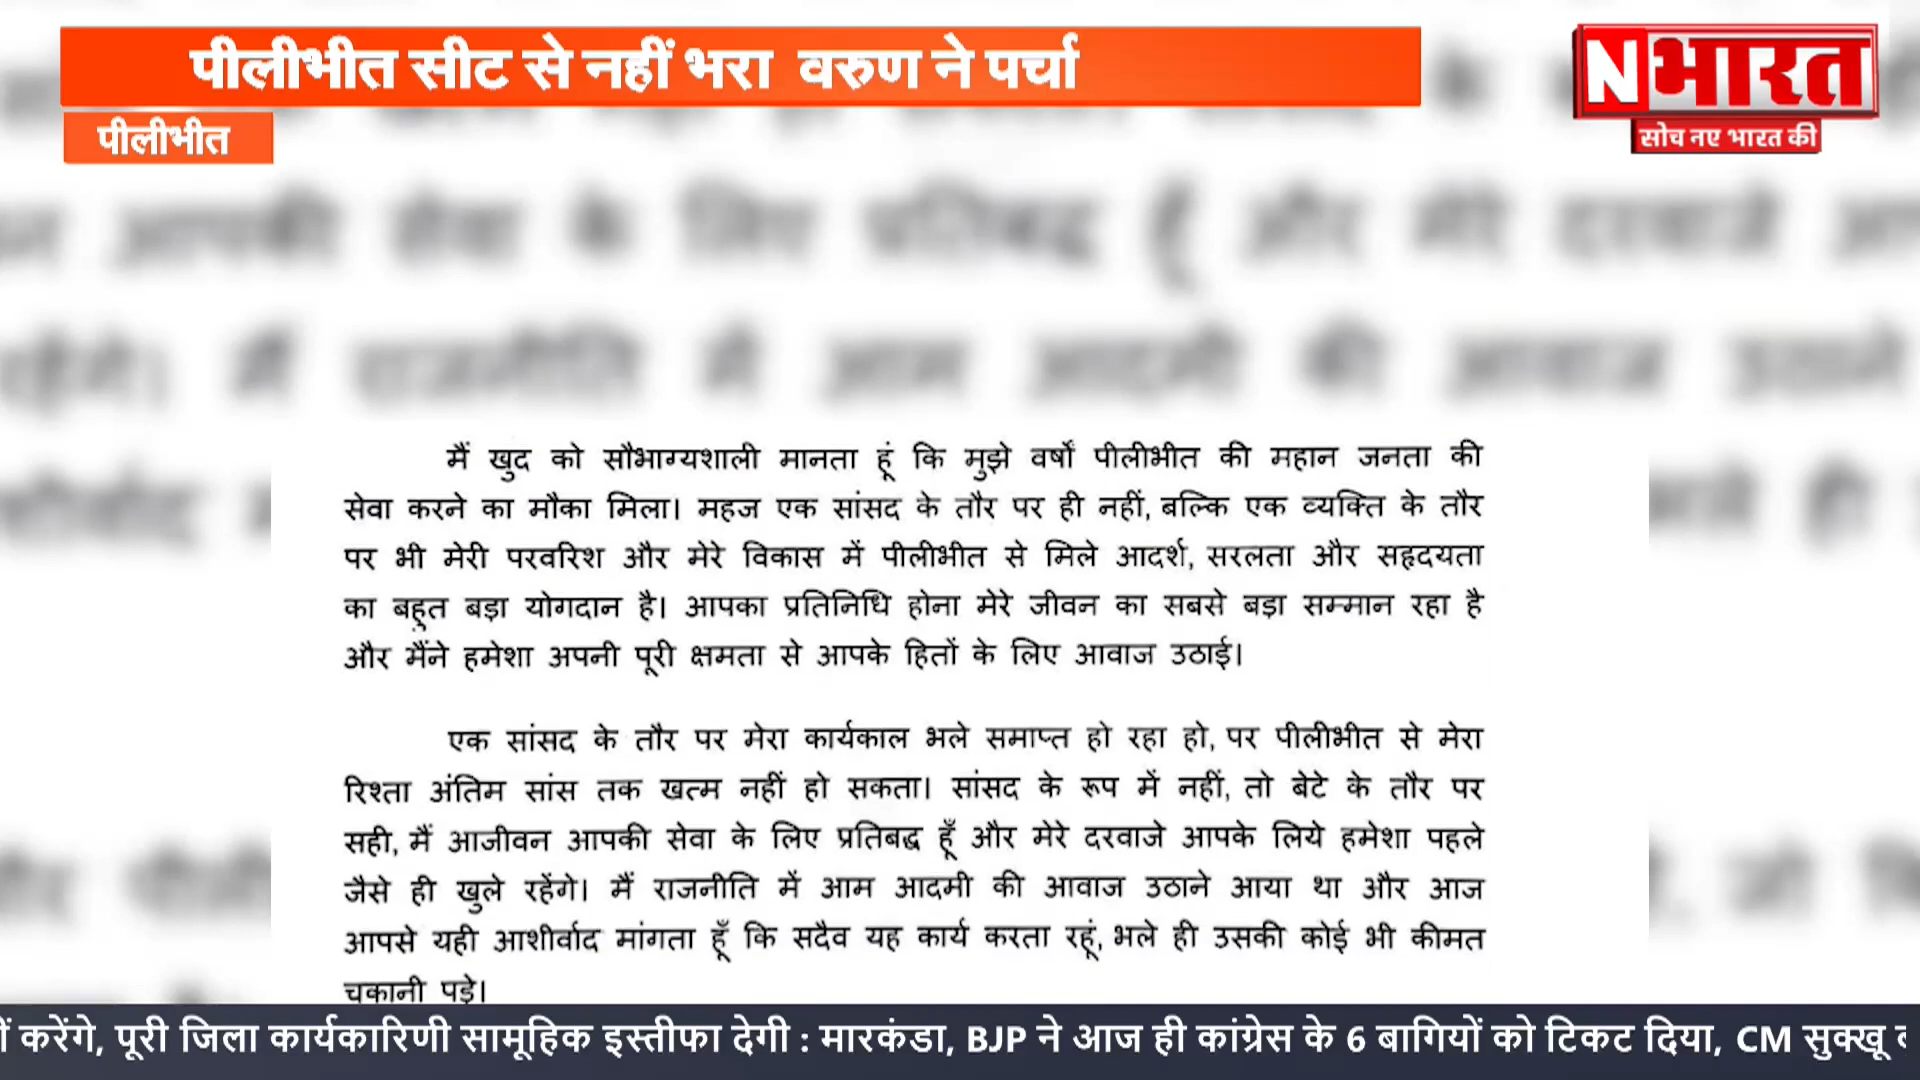 पीलीभीत सीट से नहीं भरा वरुण ने पर्चा
पीलीभीत
Nभारत
सोच नए भारत की
मैं खुद को सौभाग्यशाली मानता हूं कि मुझे वर्षों पीलीभीत की महान जनता की
सेवा करने का मौका मिला। महज एक सांसद के तौर पर ही नहीं, बल्कि एक व्यक्ति के तौर
पर भी मेरी परवरिश और मेरे विकास में पीलीभीत से मिले आदर्श, सरलता और सहृदयता
का बहुत बड़ा योगदान है। आपका प्रतिनिधि होना मेरे जीवन का सबसे बड़ा सम्मान रहा है
और मैंने हमेशा अपनी पूरी क्षमता से आपके हितों के लिए आवाज उठाई।
एक सांसद के तौर पर मेरा कार्यकाल भले समाप्त हो रहा हो, पर पीलीभीत से मेरा
रिश्ता अंतिम सांस तक खत्म नहीं हो सकता। सांसद के रूप में नहीं, तो बेटे के तौर पर
सही, मैं आजीवन आपकी सेवा के लिए प्रतिबद्ध हूँ और मेरे दरवाजे आपके लिये हमेशा पहले
जैसे ही खुले रहेंगे। मैं राजनीति में आम आदमी की आवाज उठाने आया था और आज
आपसे यही आशीर्वाद मांगता हूँ कि सदैव यह कार्य करता रहूं, भले ही उसकी कोई भी कीमत
चुकानी पड़े।
करेंगे, पूरी जिला कार्यकारिणी सामूहिक इस्तीफा देगी : मारकंडा, BJP ने आज ही कांग्रेस के 6 बागियों को टिकट दिया, CM सुक्खू